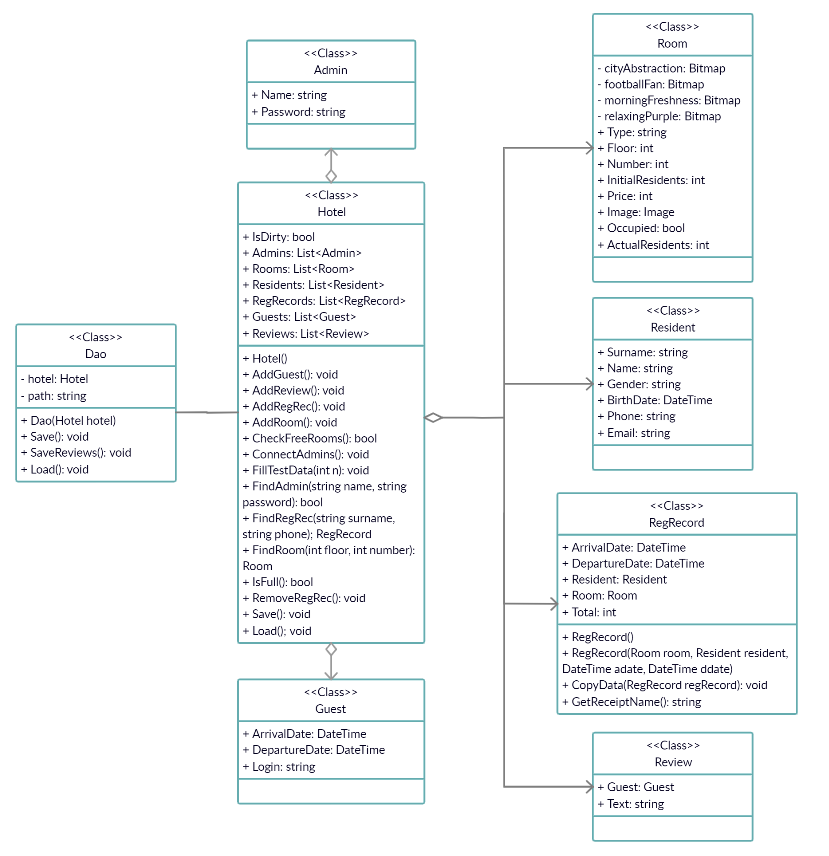 <<Class>>
Admin
+ Name: string
+ Password: string
<<Class>>
Hotel
+ IsDirty: bool
+ Admins: List<Admin>
+ Rooms: List<Room>
+ Residents: List<Resident>
+ RegRecords: List<RegRecord>
+ Guests: List<Guest>
+ Reviews: List<Review>
+ Hotel()
+ AddGuest(): void
+ AddReview(): void
+ AddRegRec(): void
+ AddRoom(): void
+ CheckFreeRooms(): bool
+ ConnectAdmins(): void
+ FillTestData(int n): void
+ FindAdmin(string name, string
password): bool
+ FindRegRec(string surname,
string phone); RegRecord
+ FindRoom(int floor, int number):
Room
+ IsFull(): bool
+ RemoveRegRec(): void
+ Save(): void
+ Load(); void
<<Class>>
Dao
- hotel: Hotel
- path: string
+ Dao(Hotel hotel)
+ Save(): void
+ SaveReviews(): void
+ Load(): void
<<Class>>
Guest
+ ArrivalDate: DateTime
+ DepartureDate: DateTime
+ Login: string
<<Class>>
Room
- cityAbstraction: Bitmap
- footballFan: Bitmap
- morningFreshness: Bitmap
- relaxingPurple: Bitmap
+ Type: string
+ Floor: int
+ Number: int
+ InitialResidents: int
+ Price: int
+ Image: Image
+ Occupied: bool
+ ActualResidents: int
<<Class>>
Resident
+ Surname: string
+ Name: string
+ Gender: string
+ BirthDate: DateTime
+ Phone: string
+ Email: string
<<Class>>
RegRecord
+ ArrivalDate: DateTime
+ DepartureDate: DateTime
+ Resident: Resident
+ Room: Room
+ Total: int
+ RegRecord()
+ RegRecord(Room room, Resident resident,
DateTime adate, DateTime ddate)
+ CopyData(RegRecord regRecord): void
+ GetReceiptName(): string
<<Class>>
Review
+ Guest: Guest
+ Text: string